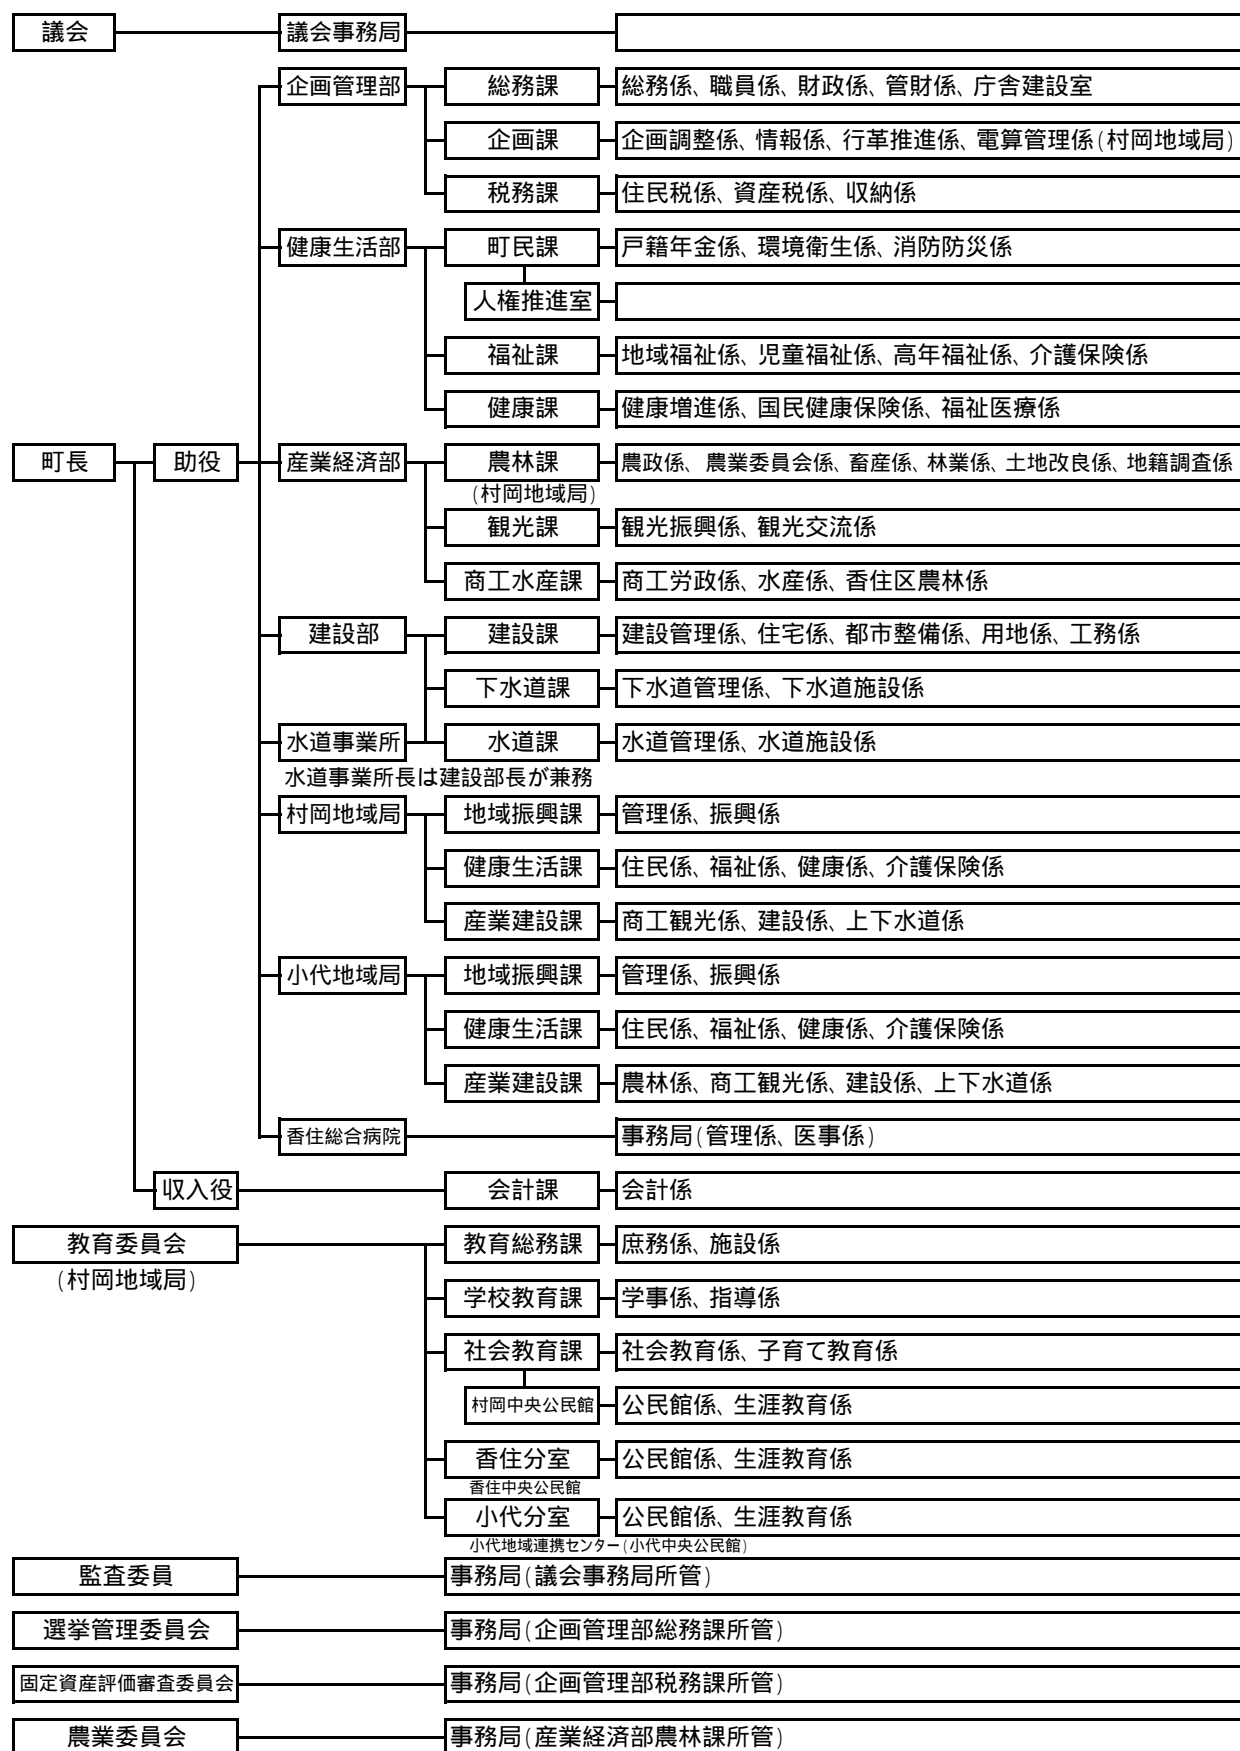 議会 議会事務局
企画管理部 総務課 総務係、職員係、財政係、管財係、庁舎建設室
企画課 企画調整係、情報係、行革推進係、電算管理係(村岡地域局)
税務課 住民税係、資産税係、収納係
健康生活部 町民課 戸籍年金係、環境衛生係、消防防災係
人権推進室
福祉課 地域福祉係、児童福祉係、高年福祉係、介護保険係
健康課 健康増進係、国民健康保険係、福祉医療係
町長 助役 産業経済部 農林課 農政係、農業委員会係、畜産係、林業係、土地改良係、地籍調査係
(村岡地域局)
観光課 観光振興係、観光交流係
商工水産課 商工労政係、水産係、香住区農林係
建設部 建設課 建設管理係、住宅係、都市整備係、用地係、工務係
下水道課 下水道管理係、下水道施設係
水道事業所 水道課 水道管理係、水道施設係
水道事業所長は建設部長が兼務
村岡地域局 地域振興課 管理係、振興係
健康生活課 住民係、福祉係、健康係、介護保険係
産業建設課 商工観光係、建設係、上下水道係
小代地域局 地域振興課 管理係、振興係
健康生活課 住民係、福祉係、健康係、介護保険係
産業建設課 農林係、商工観光係、建設係、上下水道係
香住総合病院 事務局(管理係、医事係)
収入役 会計課 会計係
教育委員会 教育総務課 庶務係、施設係
(村岡地域局)
学校教育課 学事係、指導係
社会教育課 社会教育係、子育て教育係
村岡中央公民館 公民館係、生涯教育係
香住分室 公民館係、生涯教育係
香住中央公民館
小代分室 公民館係、生涯教育係
小代地域連携センター(小代中央公民館)
監査委員 事務局(議会事務局所管)
選挙管理委員会 事務局(企画管理部総務課所管)
固定資産評価審査委員会 事務局(企画管理部税務課所管)
農業委員会 事務局(産業経済部農林課所管)